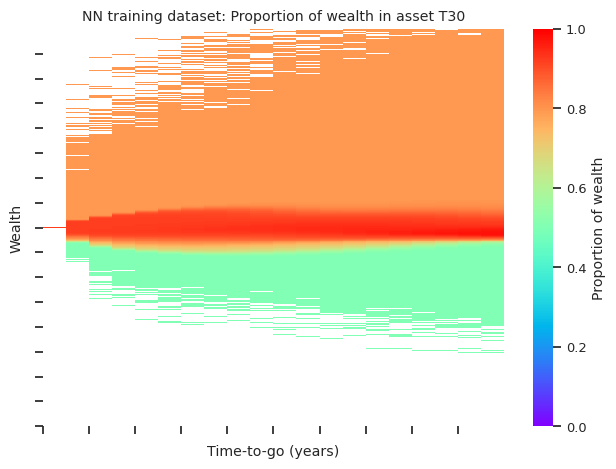 NN training dataset: Proportion of wealth in asset T30
Wealth
Time-to-go (years)
1.0
0.8
0.6
0.4
0.2
0.0
Proportion of wealth